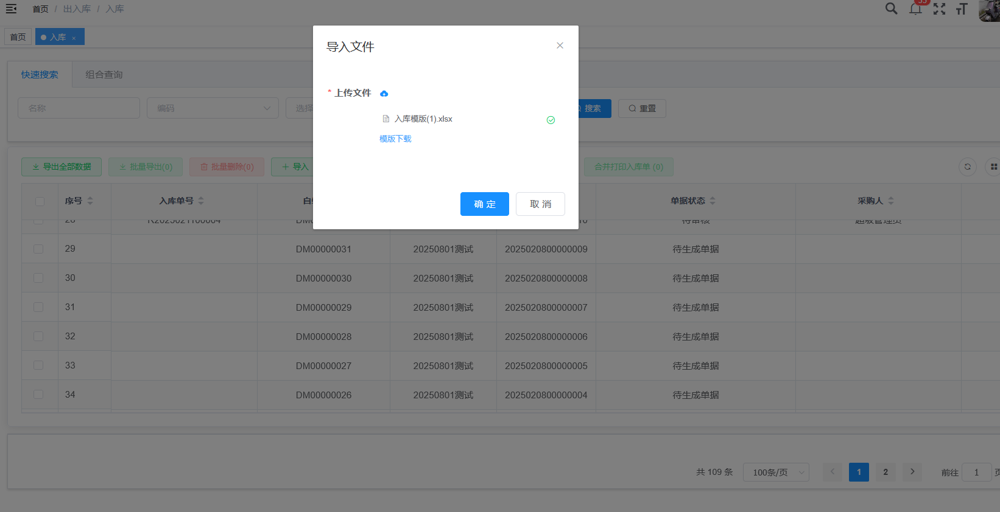 首页 / 出入库 / 入库
首页 入库 ×
导入文件
快速搜索 组合查询
* 上传文件
名称 编码 选择 搜索 重置
入库模版(1).xlsx
模版下载
导出全部数据 批量导出(0) 批量删除(0) 导入 合并打印入库单 (0)
确 定 取 消
序号 入库单号 单据状态 采购人
28 R2025021100004 待审核 超级管理员
29 DM00000031 20250801测试 2025020800000009 待生成单据
30 DM00000030 20250801测试 2025020800000008 待生成单据
31 DM00000029 20250801测试 2025020800000007 待生成单据
32 DM00000028 20250801测试 2025020800000006 待生成单据
33 DM00000027 20250801测试 2025020800000005 待生成单据
34 DM00000026 20250801测试 2025020800000004 待生成单据
共 109 条 100条/页 1 2 前往 1 页